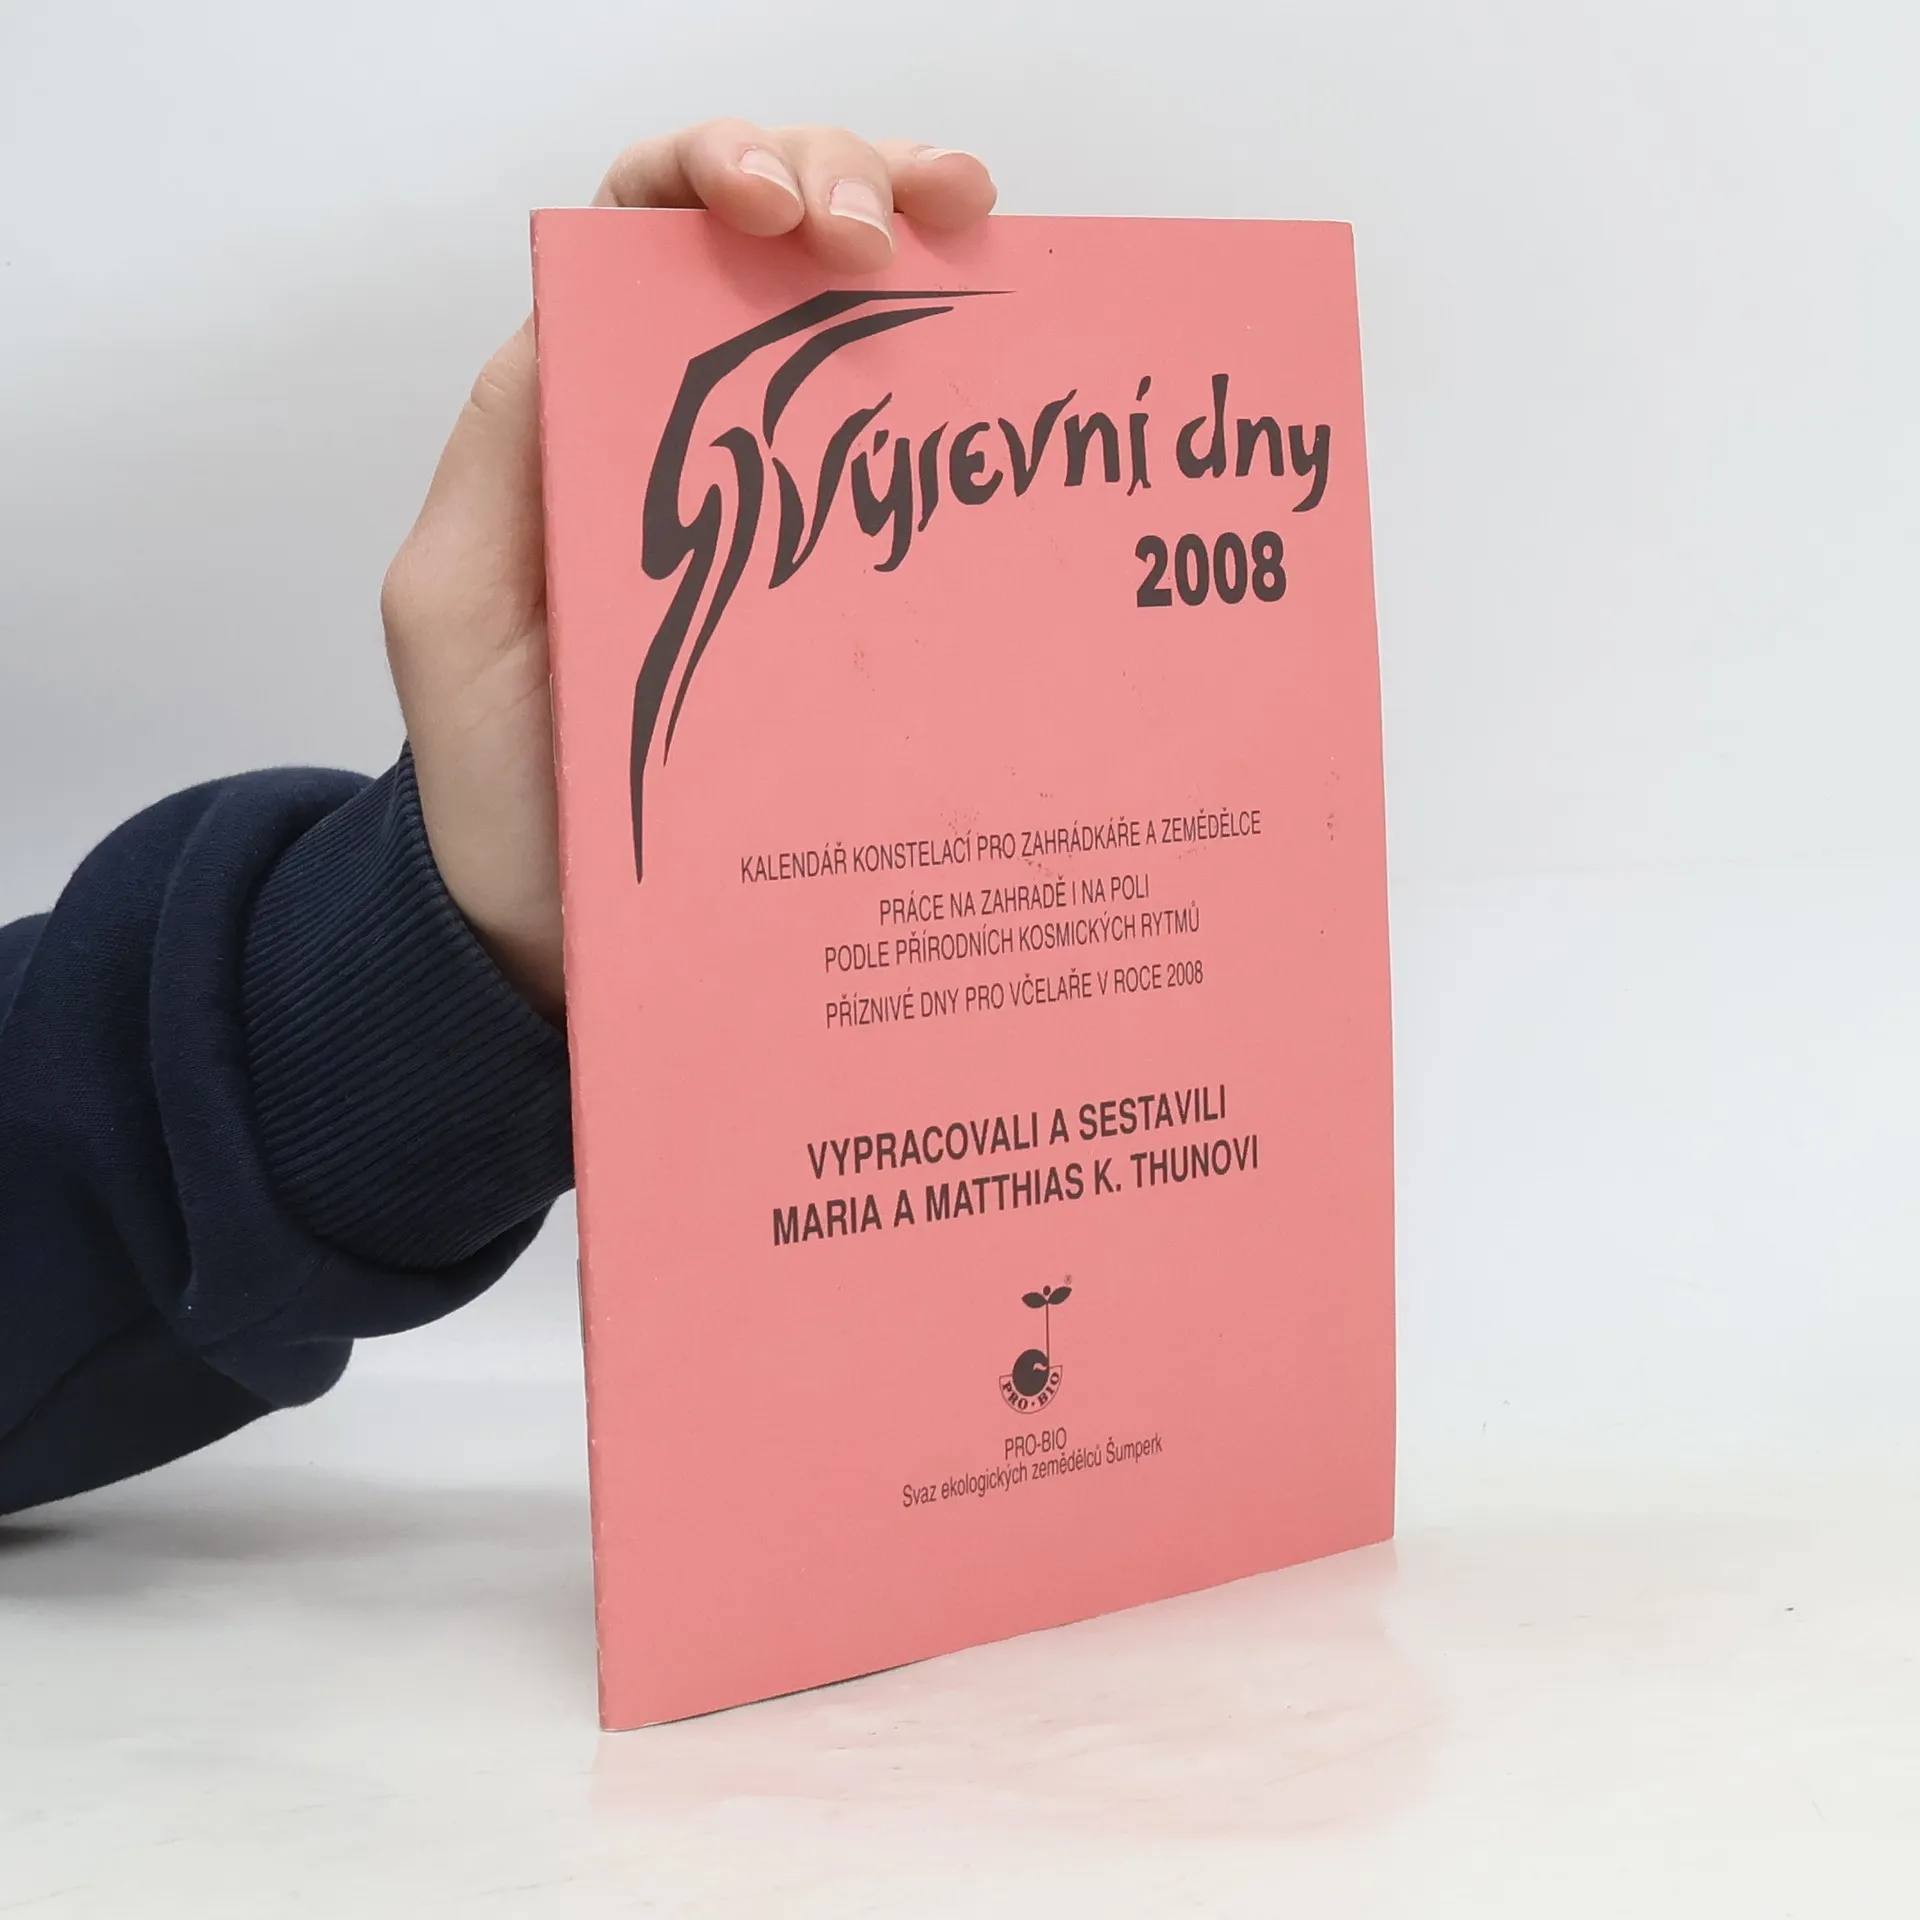 Výsevní dny
2008
KALENDÁŘ KONSTELACÍ PRO ZAHRÁDKÁŘE A ZEMĚDĚLCE
PRÁCE NA ZAHRADĚ I NA POLI
PODLE PŘÍRODNÍCH KOSMICKÝCH RYTMŮ
PŘÍZNIVÉ DNY PRO VČELAŘE V ROCE 2008
VYPRACOVALI A SESTAVILI
MARIA A MATTHIAS K. THUNOVI
®
PRO·BIO
PRO-BIO
Svaz ekologických zemědělců Šumperk